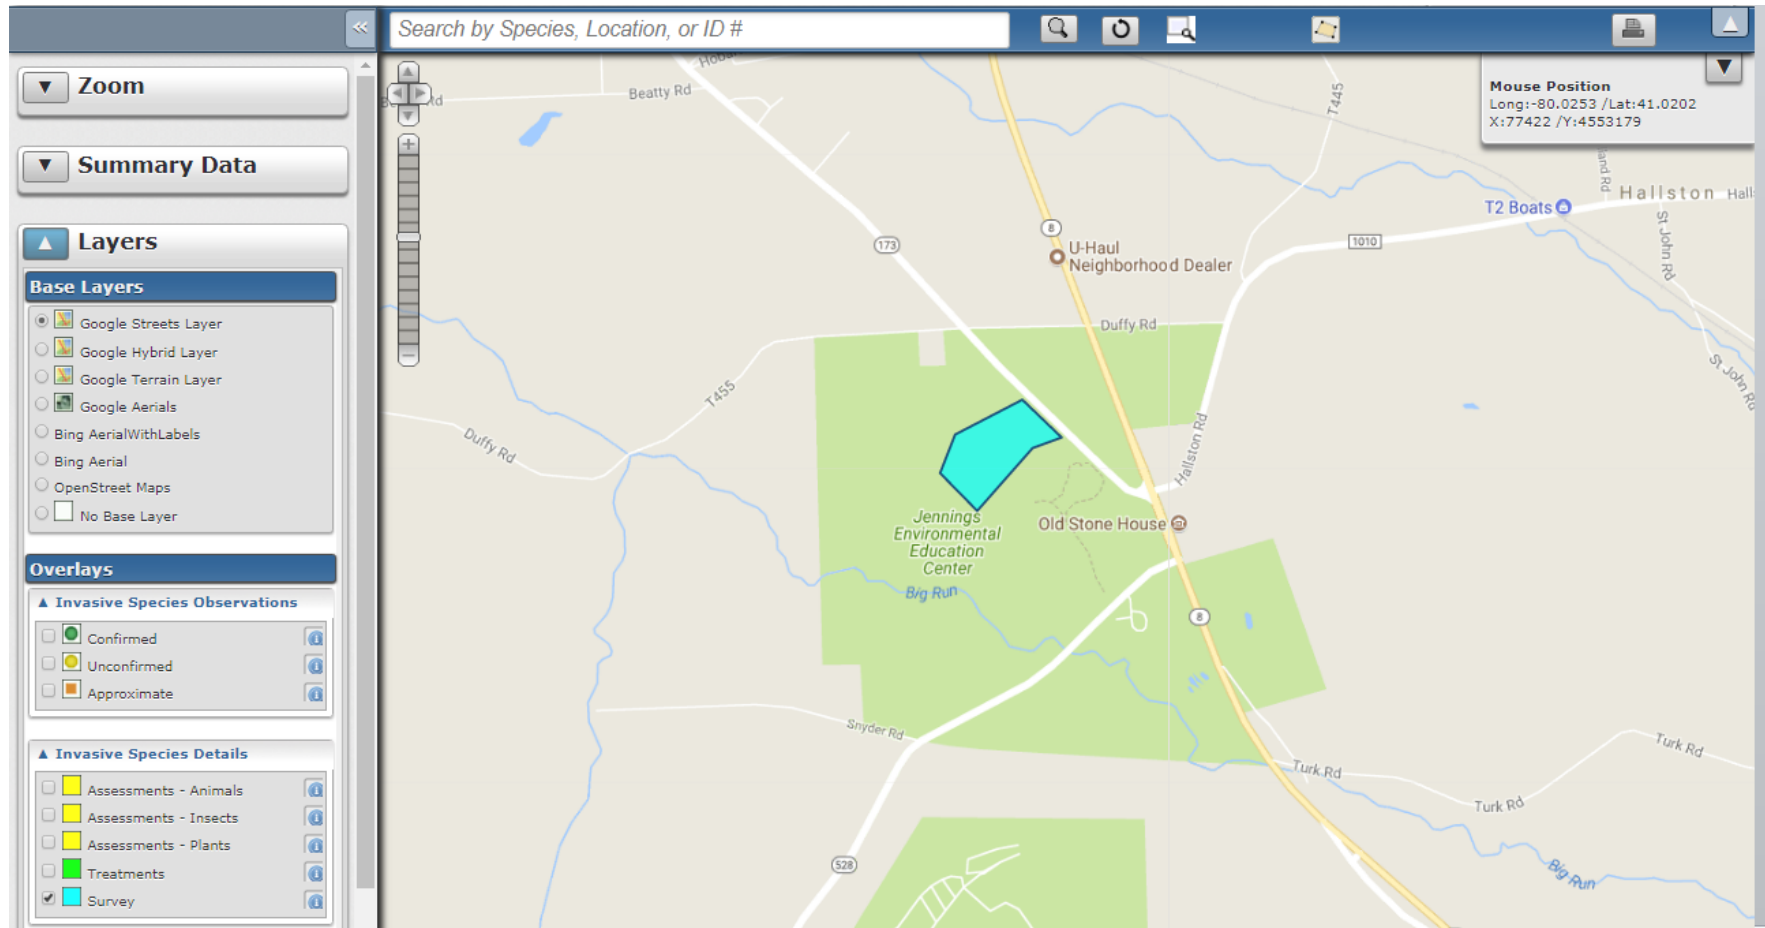 Search by Species, Location, or ID #
Zoom
Summary Data
Layers
Base Layers
Google Streets Layer
Google Hybrid Layer
Google Terrain Layer
Google Aerials
Bing AerialWithLabels
Bing Aerial
OpenStreet Maps
No Base Layer
Overlays
Invasive Species Observations
Confirmed
Unconfirmed
Approximate
Invasive Species Details
Assessments - Animals
Assessments - Insects
Assessments - Plants
Treatments
Survey
Mouse Position
Long:-80.0253 /Lat:41.0202
X:77422 /Y:4553179
Beatty Rd
T445
Hallston
T2 Boats
St John Rd
173
8
U-Haul
Neighborhood Dealer
1010
Duffy Rd
St John Rd
T455
Duffy Rd
Hallston Rd
Jennings
Environmental
Education
Center
Old Stone House
Big Run
8
Snyder Rd
Turk Rd
Turk Rd
Turk Rd
528
Big Run